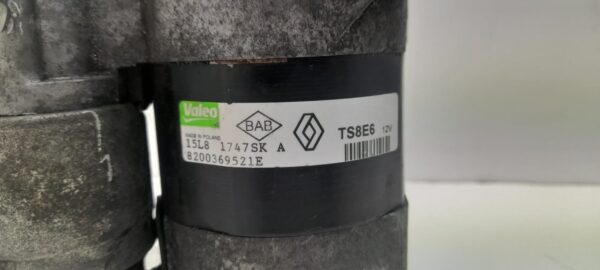 Valeo
BAB
TS8E6 12V
MADE IN POLAND
15L8 1747SK A
8200369521E